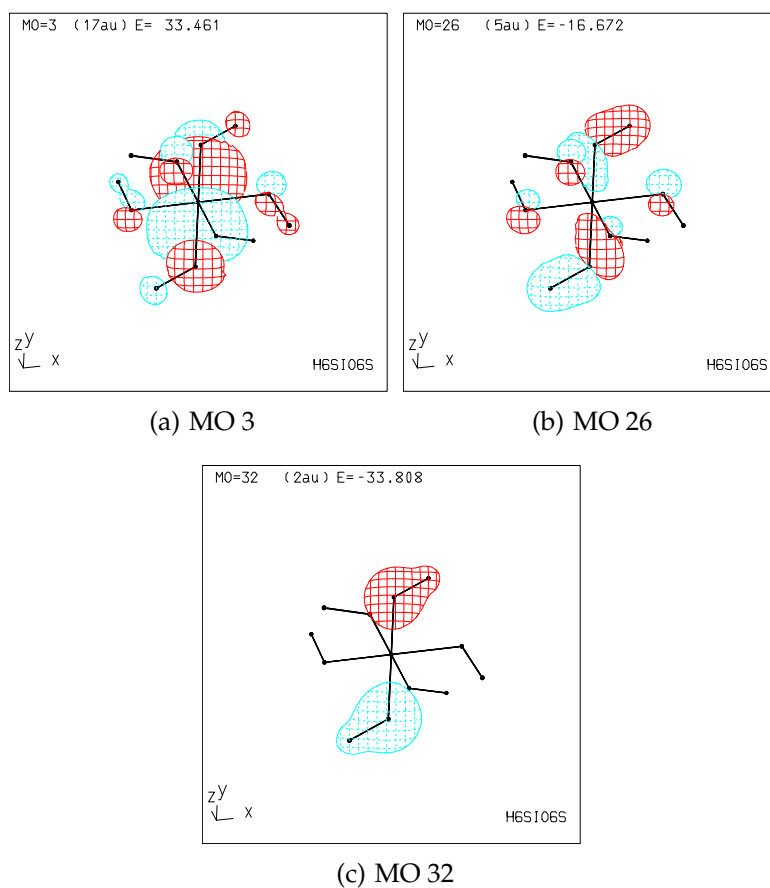 MO=3 (17au) E= 33.461
z y
x
H6SIO6S
(a) MO 3
MO=26 (5au) E=-16.672
z y
x
H6SIO6S
(b) MO 26
MO=32 (2au) E=-33.808
z y
x
H6SIO6S
(c) MO 32